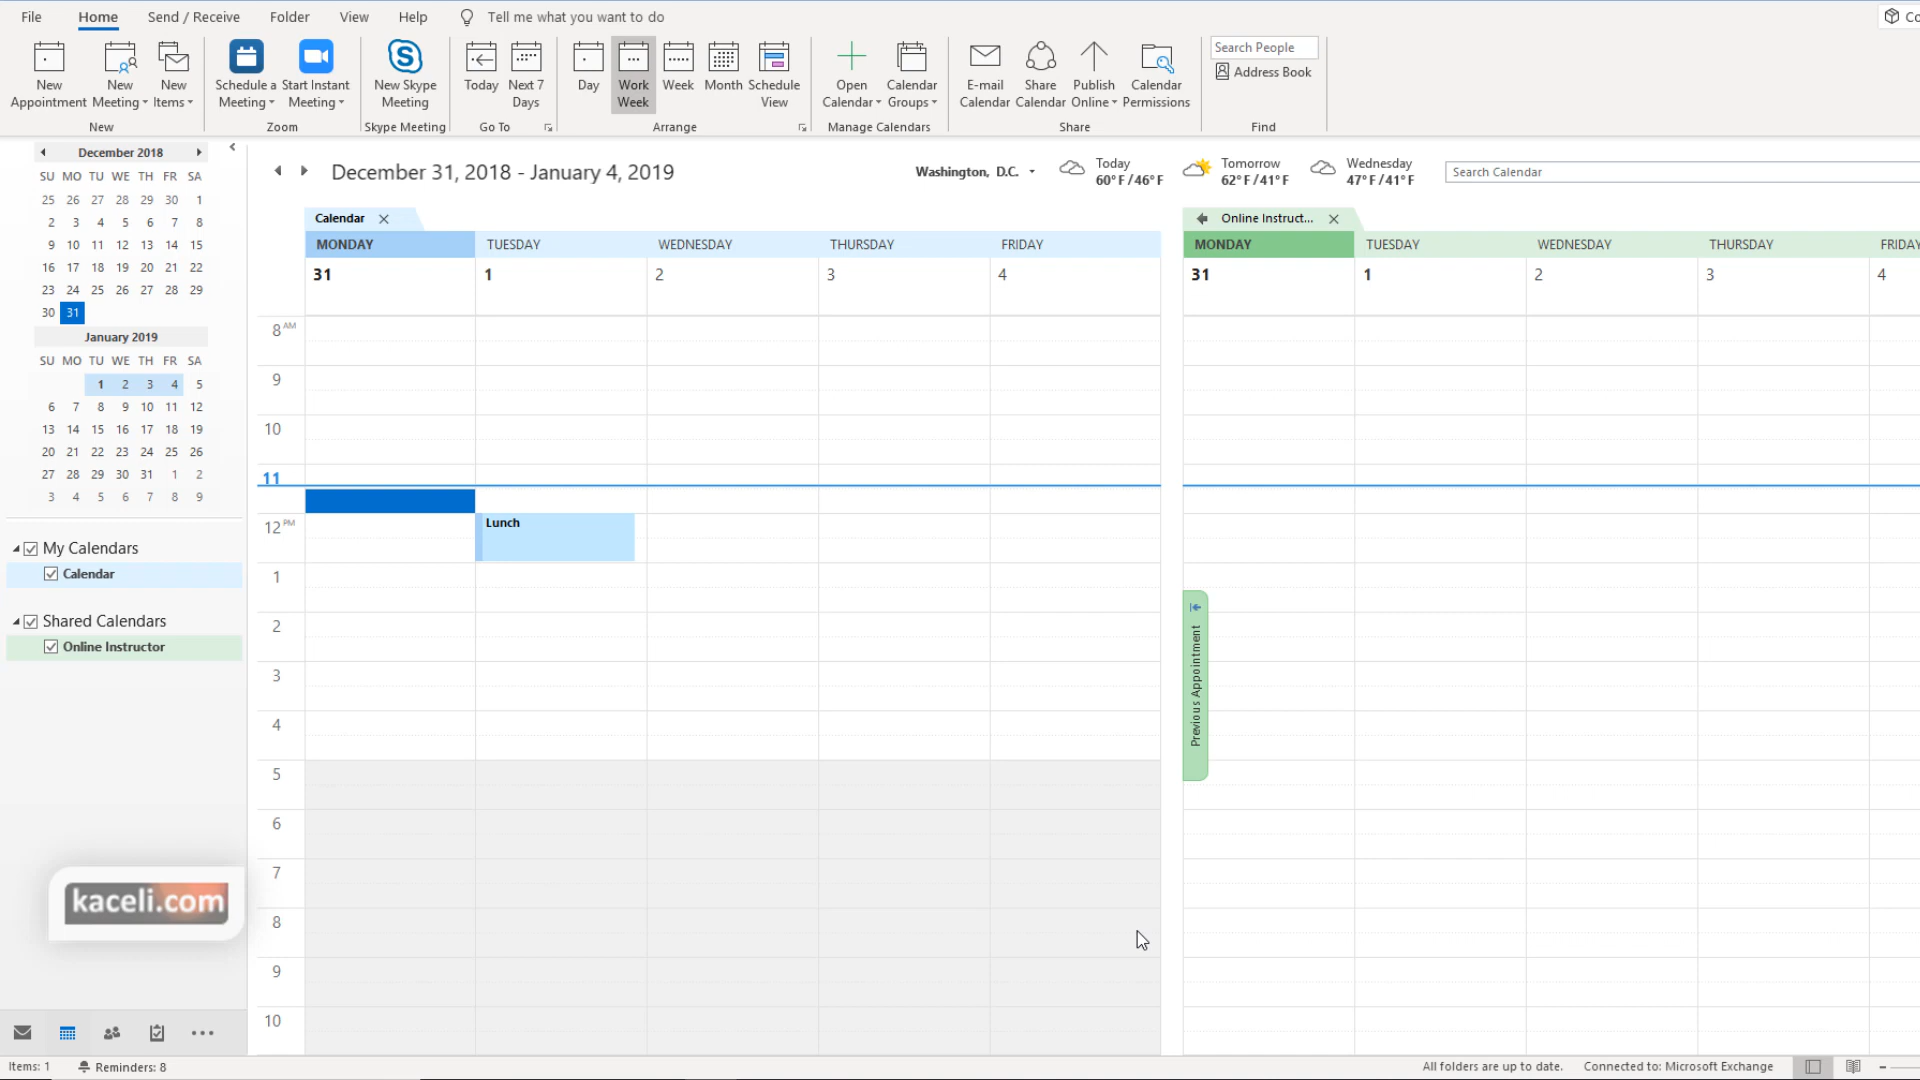 File Home Send / Receive Folder View Help Tell me what you want to do
New Appointment
New Meeting
New Items
New
Schedule a Meeting
Start Instant Meeting
Zoom
New Skype Meeting
Skype Meeting
Today
Next 7 Days
Go To
Day
Work Week
Week
Month
Schedule View
Arrange
Open Calendar
Calendar Groups
Manage Calendars
E-mail Calendar
Share Calendar
Publish Online
Calendar Permissions
Share
Search People
Address Book
Find
December 2018
SU MO TU WE TH FR SA
25 26 27 28 29 30 1
2 3 4 5 6 7 8
9 10 11 12 13 14 15
16 17 18 19 20 21 22
23 24 25 26 27 28 29
30 31
January 2019
SU MO TU WE TH FR SA
1 2 3 4 5
6 7 8 9 10 11 12
13 14 15 16 17 18 19
20 21 22 23 24 25 26
27 28 29 30 31 1 2
3 4 5 6 7 8 9
My Calendars
Calendar
Shared Calendars
Online Instructor
kaceli.com
December 31, 2018 - January 4, 2019
Washington, D.C.
Today
60°F/46°F
Tomorrow
62°F/41°F
Wednesday
47°F/41°F
Search Calendar
Calendar
MONDAY TUESDAY WEDNESDAY THURSDAY FRIDAY
31 1 2 3 4
8 AM
9
10
11
12 PM
Lunch
1
2
3
4
5
6
7
8
9
10
Online Instruct...
MONDAY TUESDAY WEDNESDAY THURSDAY
31 1 2 3 4
Previous Appointment
Items: 1 Reminders: 8
All folders are up to date. Connected to: Microsoft Exchange